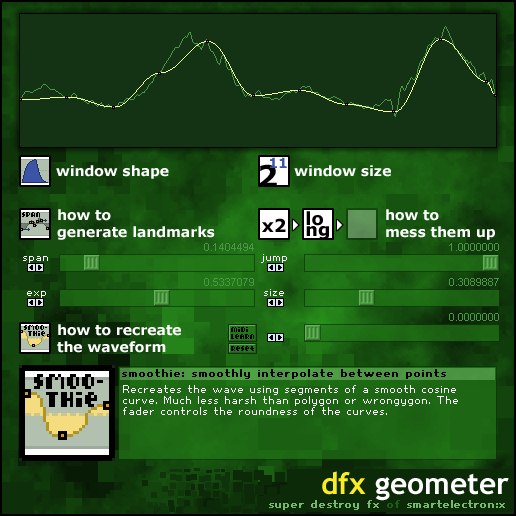 window shape
2 11 window size
SPAN how to
generate landmarks
x2 long how to
mess them up
0.1404494 1.0000000
span jump
0.5337079 0.3089887
exp size
0.0000000
SMOO-
THIE
how to recreate
the waveform
MIDI
LEARN
RESET
SMOO-
THIE
smoothie: smoothly interpolate between points
Recreates the wave using segments of a smooth cosine
curve. Much less harsh than polygon or wrongygon. The
fader controls the roundness of the curves.
dfx geometer
super destroy fx of smartelectronix